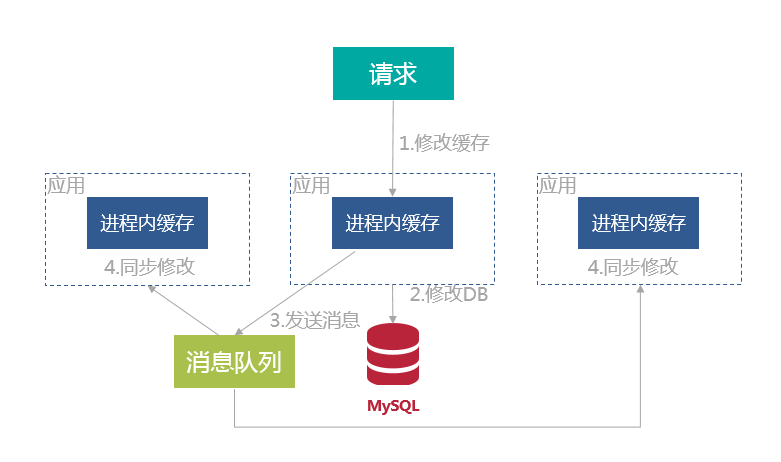 请求
1.修改缓存
应用
应用
应用
进程内缓存
进程内缓存
进程内缓存
4.同步修改
4.同步修改
2.修改DB
3.发送消息
消息队列
MySQL